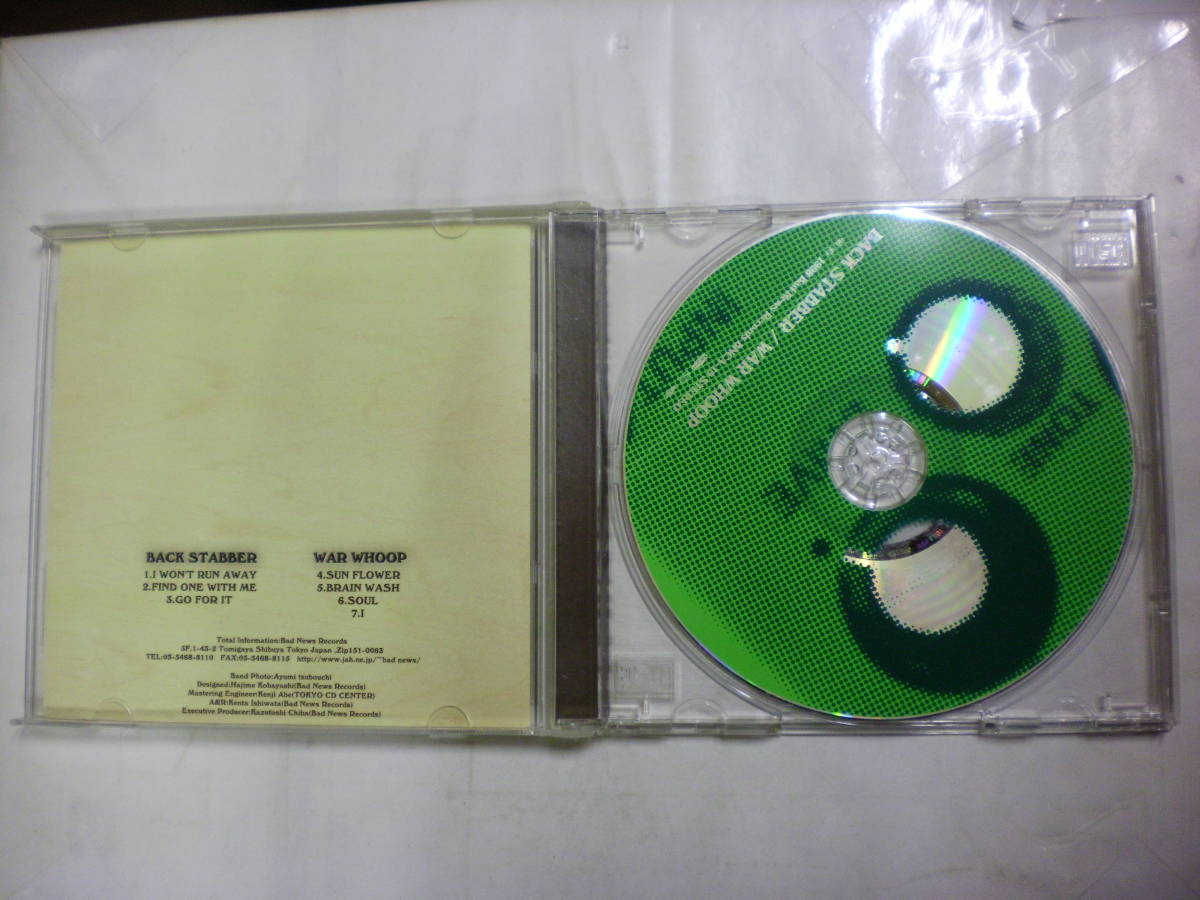 BACK STABBER
1.I WON'T RUN AWAY
2.FIND ONE WITH ME
3.GO FOR IT
WAR WHOOP
4.SUN FLOWER
5.BRAIN WASH
6.SOUL
7.I
Total Information:Bad News Records
5F,1-45-2 Tomigaya Shibuya Tokyo Japan ,Zip151-0063
TEL:03-5468-8110 FAX:03-5468-8115 http://www.jah.ne.jp/~bad news/
Band Photo:Ayumi tsubouchi
Designed:Hajime Kobayashi(Bad News Records)
Mastering Engineer:Kenji Abe(TOKYO CD CENTER)
A&R:Kenta Ishiwata(Bad News Records)
Executive Producer:Kazutoshi Chiba(Bad News Records)
BACK STABBER / WAR WHOOP